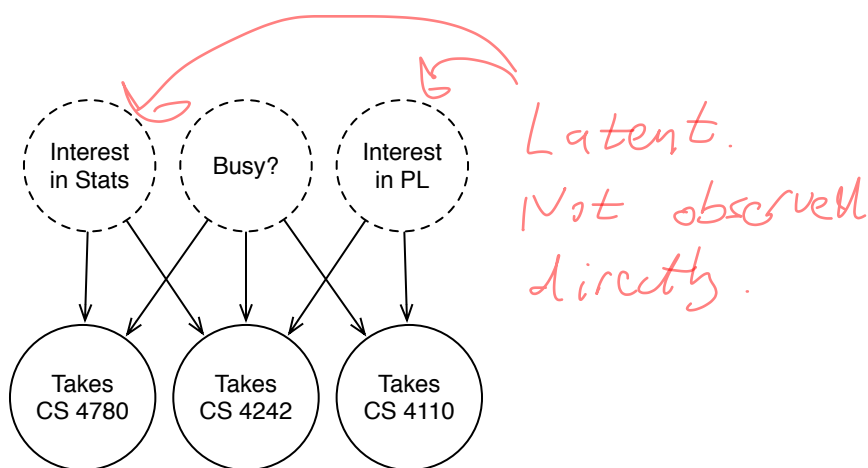 Interest
in Stats
Busy?
Interest
in PL
Latent.
Not observed
directly.
Takes
CS 4780
Takes
CS 4242
Takes
CS 4110